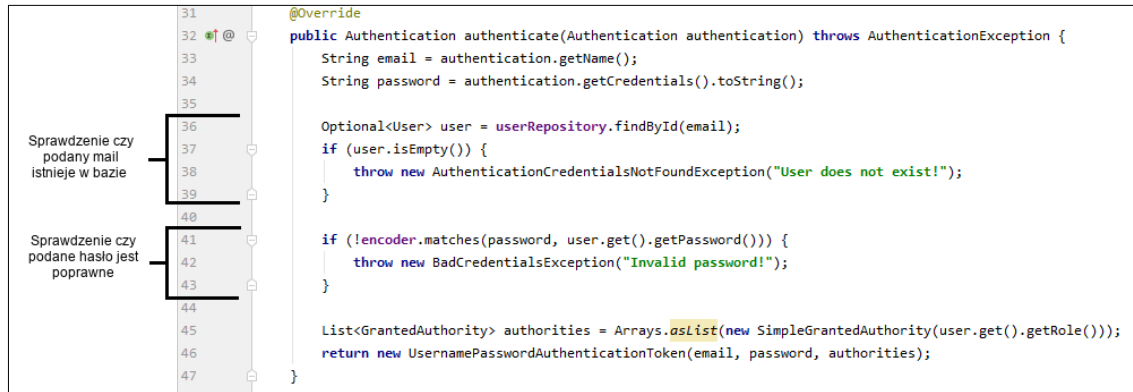 31 @Override
32 @ public Authentication authenticate(Authentication authentication) throws AuthenticationException {
33 String email = authentication.getName();
34 String password = authentication.getCredentials().toString();
35
Sprawdzenie czy
podany mail
istnieje w bazie
36 Optional<User> user = userRepository.findById(email);
37 if (user.isEmpty()) {
38 throw new AuthenticationCredentialsNotFoundException("User does not exist!");
39 }
40
Sprawdzenie czy
podane hasło jest
poprawne
41 if (!encoder.matches(password, user.get().getPassword())) {
42 throw new BadCredentialsException("Invalid password!");
43 }
44
45 List<GrantedAuthority> authorities = Arrays.asList(new SimpleGrantedAuthority(user.get().getRole()));
46 return new UsernamePasswordAuthenticationToken(email, password, authorities);
47 }